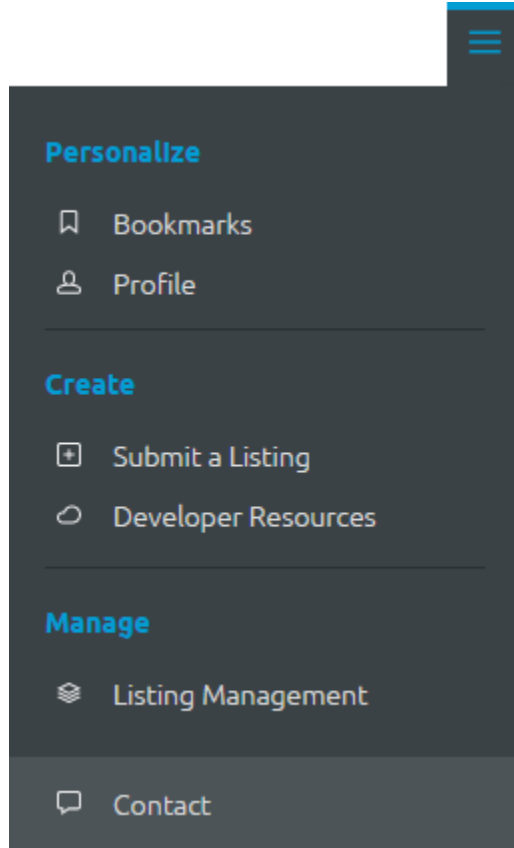 Personalize
Bookmarks
Profile
Create
Submit a Listing
Developer Resources
Manage
Listing Management
Contact